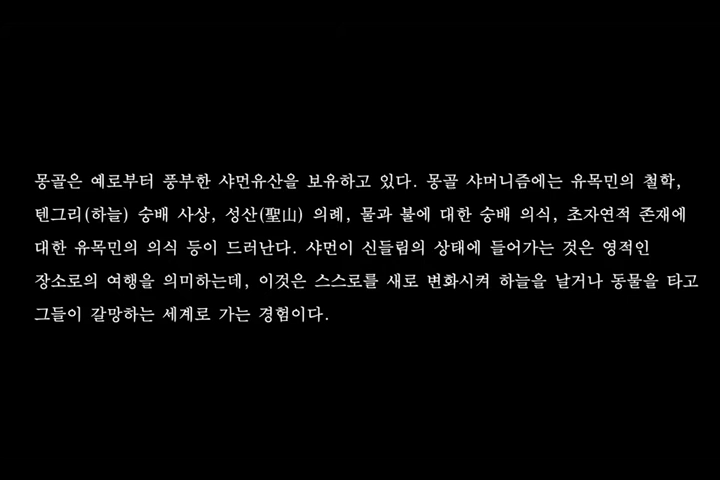 몽골은 예로부터 풍부한 샤먼유산을 보유하고 있다. 몽골 샤머니즘에는 유목민의 철학,
텐그리(하늘) 숭배 사상, 성산(聖山) 의례, 물과 불에 대한 숭배 의식, 초자연적 존재에
대한 유목민의 의식 등이 드러난다. 샤먼이 신들림의 상태에 들어가는 것은 영적인
장소로의 여행을 의미하는데, 이것은 스스로를 새로 변화시켜 하늘을 날거나 동물을 타고
그들이 갈망하는 세계로 가는 경험이다.